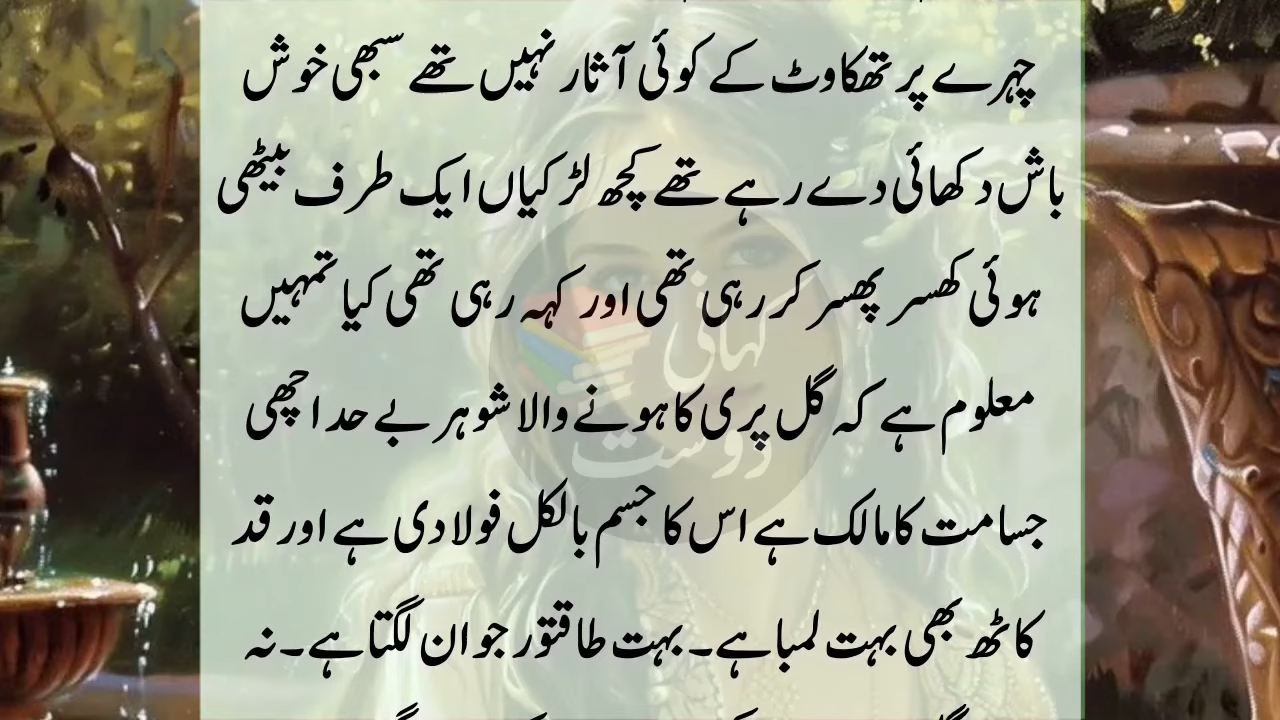 چہرے پر تھکاوٹ کے کوئی آثار نہیں تھے سبھی خوش
باش دکھائی دے رہے تھے کچھ لڑکیاں ایک طرف بیٹھی
ہوئی کھسر پھسر کر رہی تھی اور کہہ رہی تھی کیا تمہیں
معلوم ہے کہ گل پری کا ہونے والا شوہر بے حد اچھی
جسامت کا مالک ہے اس کا جسم بالکل فولادی ہے اور قد
کاٹھ بھی بہت لمبا ہے۔ بہت طاقتور جوان لگتا ہے۔ نہ
کہانی
دوست